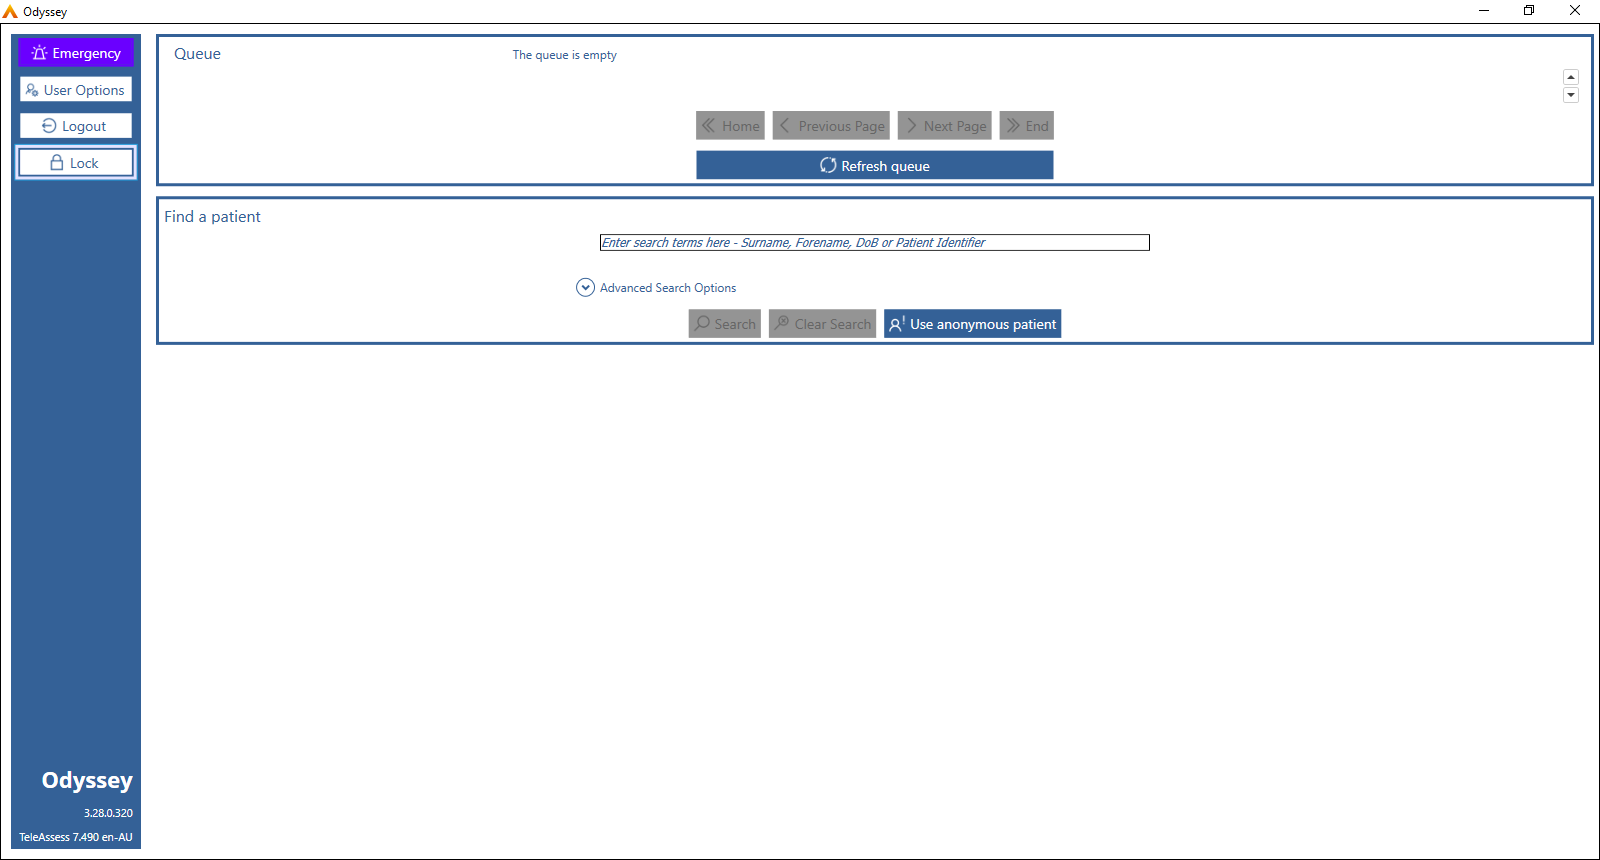 Odyssey
Emergency
User Options
Logout
Lock
Queue
The queue is empty
Home
Previous Page
Next Page
End
Refresh queue
Find a patient
Enter search terms here - Surname, Forename, DoB or Patient Identifier
Advanced Search Options
Search
Clear Search
Use anonymous patient
Odyssey
3.28.0.320
TeleAssess 7.490 en-AU